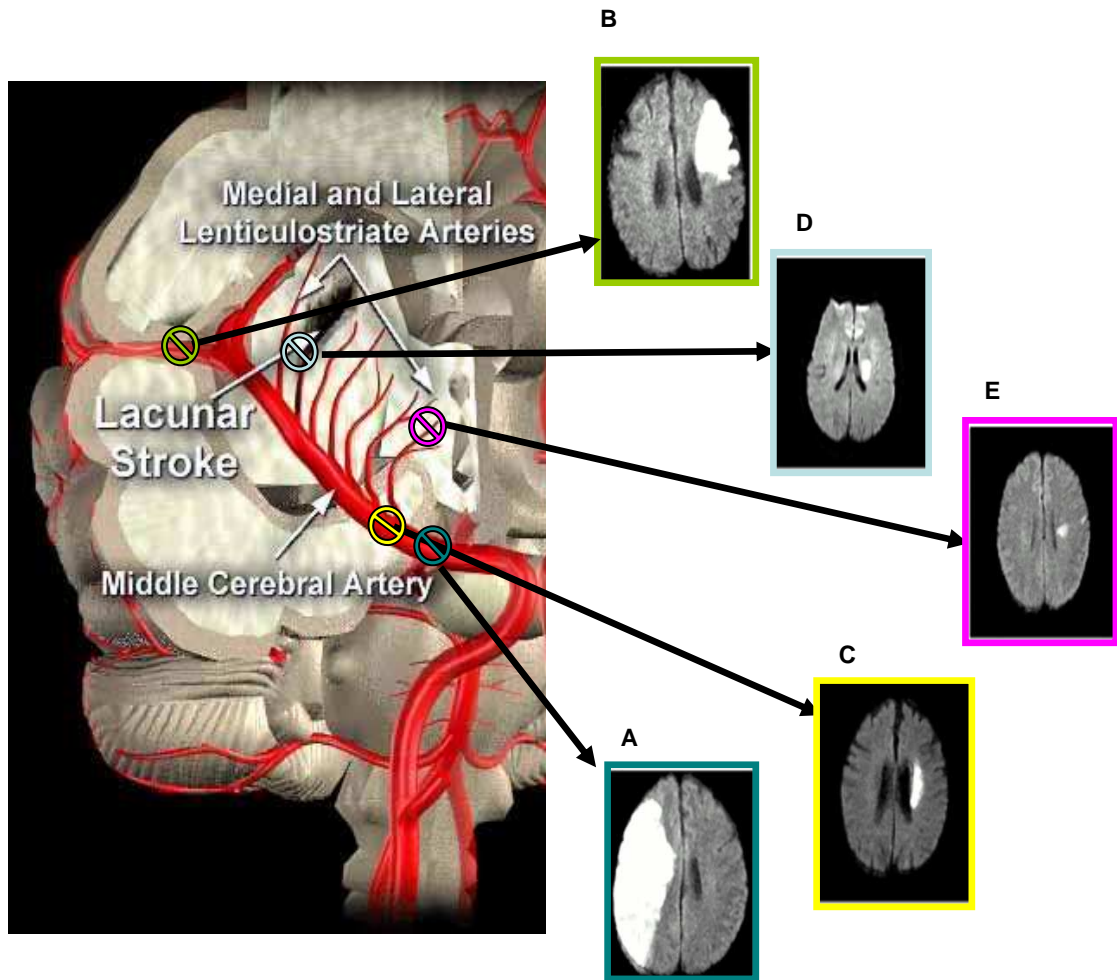 B
Medial and Lateral
Lenticulostriate Arteries
D
Lacunar
Stroke
E
Middle Cerebral Artery
C
A